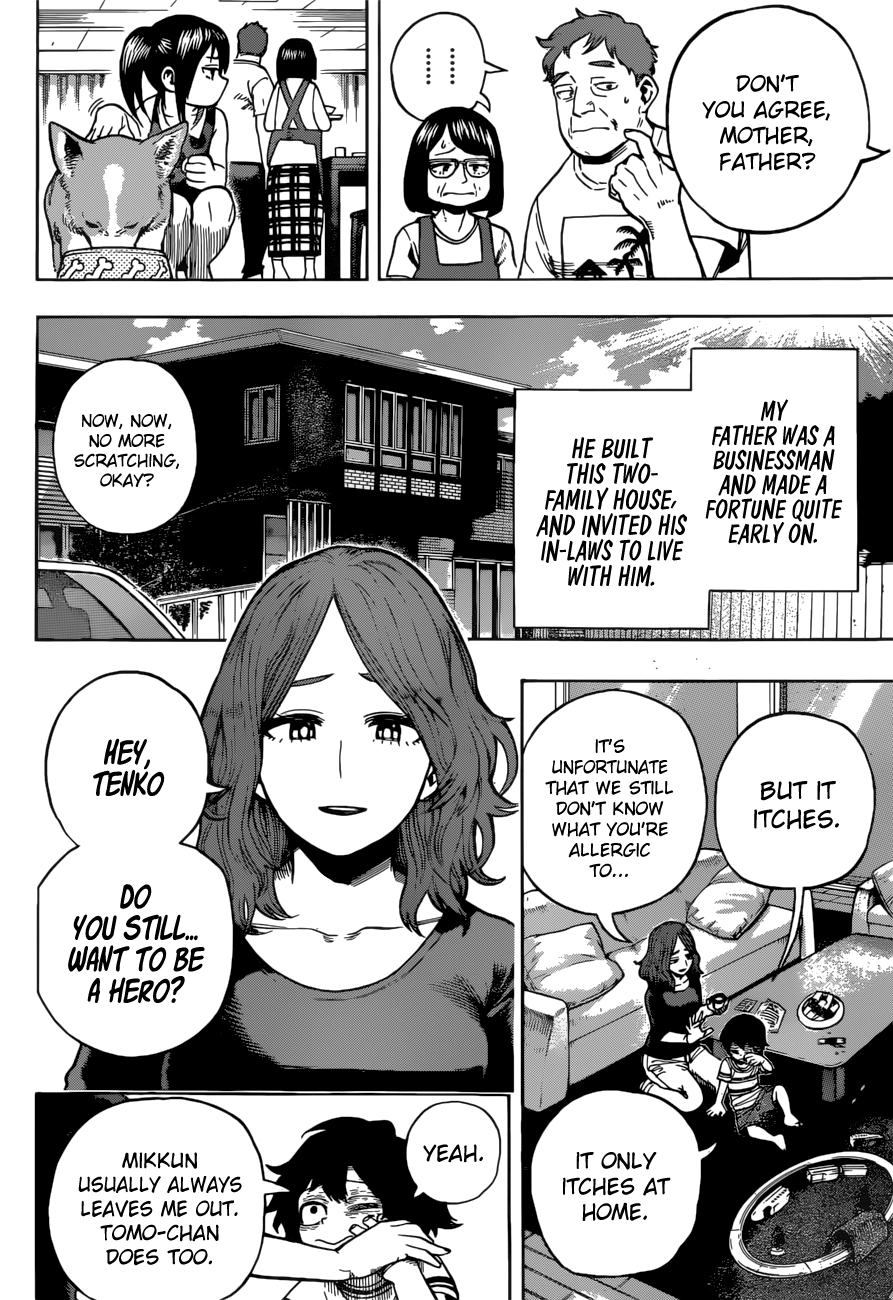 DON'T
YOU AGREE,
MOTHER,
FATHER?
......
MY
FATHER WAS A
BUSINESSMAN
AND MADE A
FORTUNE QUITE
EARLY ON.
HE BUILT
THIS TWO-
FAMILY HOUSE,
AND INVITED HIS
IN-LAWS TO LIVE
WITH HIM.
NOW, NOW,
NO MORE
SCRATCHING,
OKAY?
BUT IT
ITCHES.
IT'S
UNFORTUNATE
THAT WE STILL
DON'T KNOW
WHAT YOU'RE
ALLERGIC
TO...
IT ONLY
ITCHES AT
HOME.
HEY,
TENKO
DO
YOU STILL...
WANT TO BE
A HERO?
YEAH.
MIKKUN
USUALLY ALWAYS
LEAVES ME OUT.
TOMO-CHAN
DOES TOO.